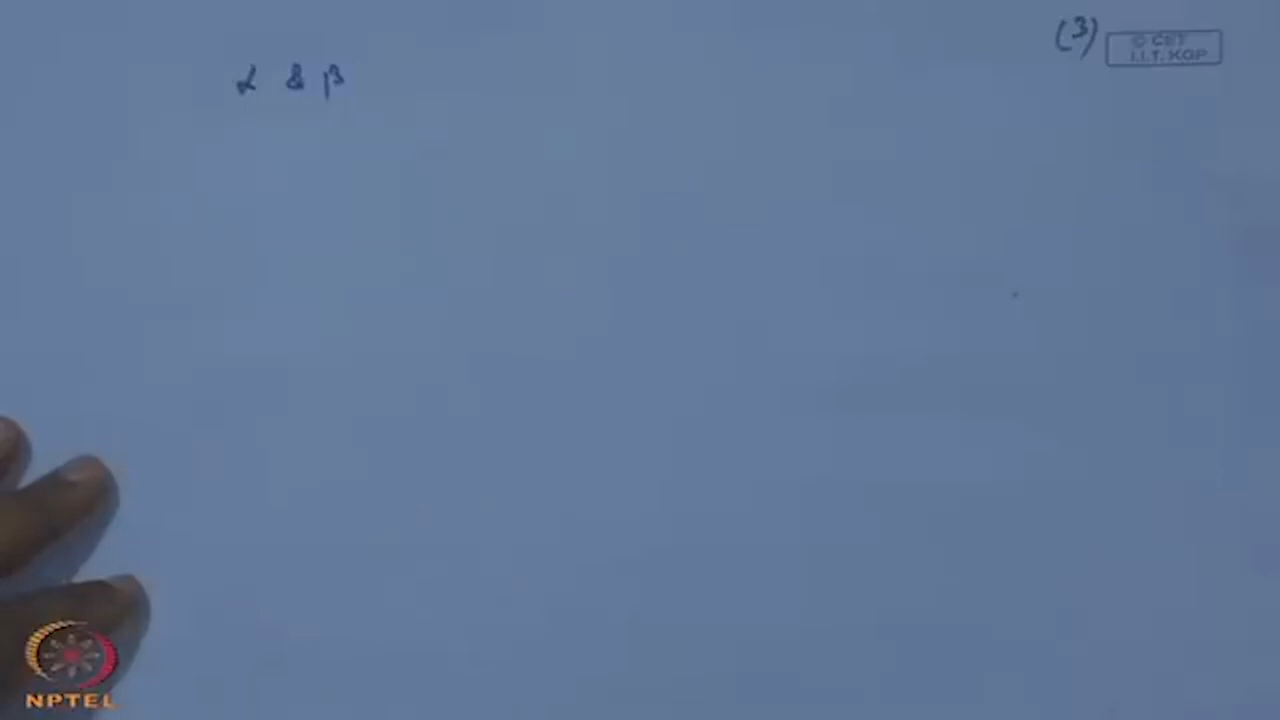 (3)
© CET
I.I.T. KGP
α & β
NPTEL